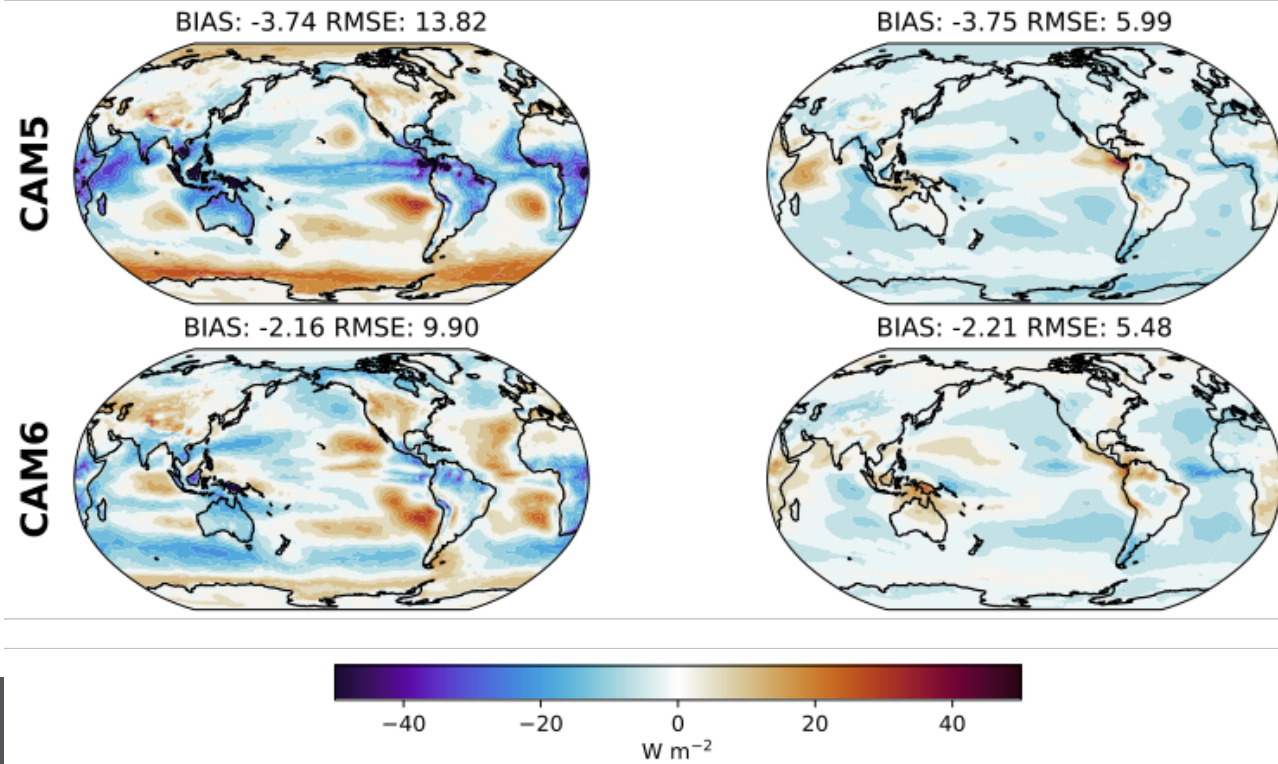 BIAS: -3.74 RMSE: 13.82
BIAS: -3.75 RMSE: 5.99
CAM5
BIAS: -2.16 RMSE: 9.90
BIAS: -2.21 RMSE: 5.48
CAM6
−40 −20 0 20 40
W m⁻²